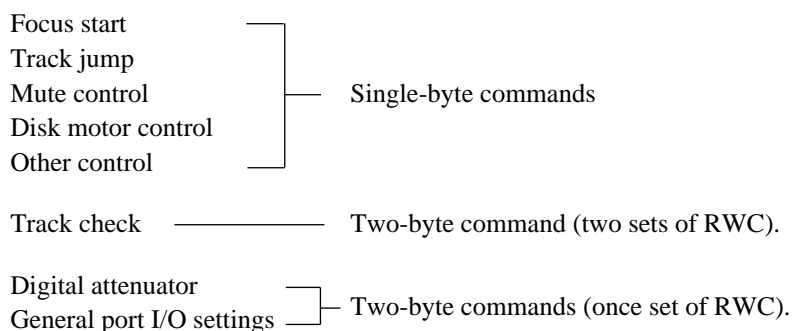 Focus start
Track jump
Mute control
Single-byte commands
Disk motor control
Other control
Track check
Two-byte command (two sets of RWC).
Digital attenuator
General port I/O settings
Two-byte commands (once set of RWC).